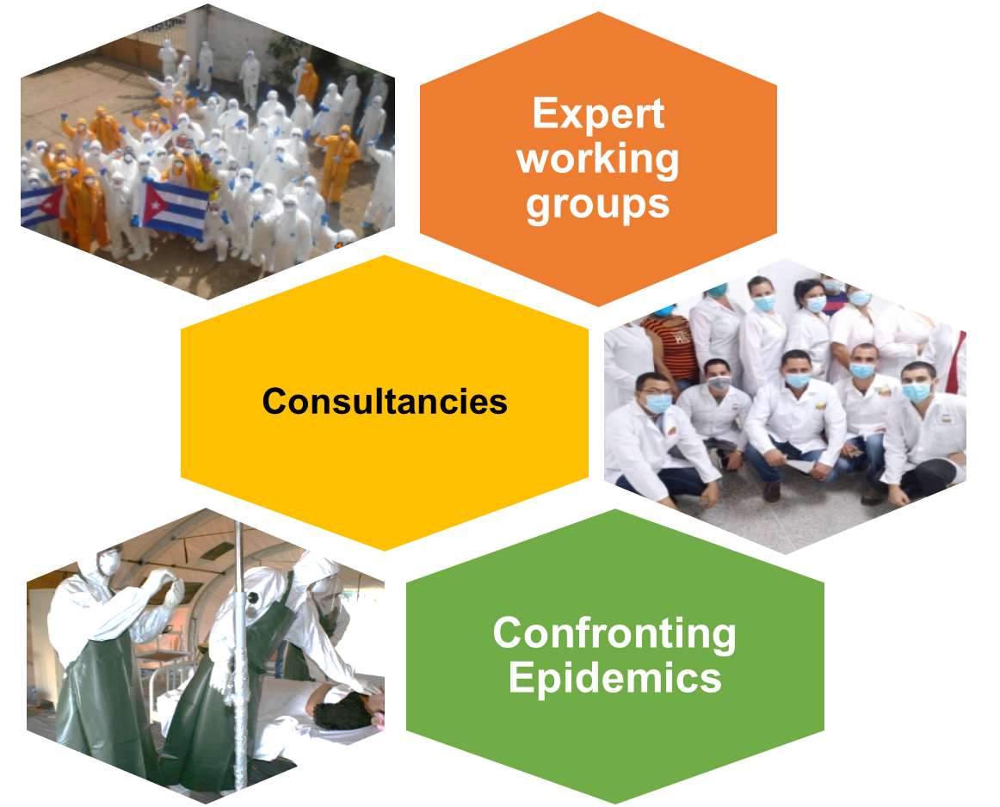 Expert
working
groups
Consultancies
Confronting
Epidemics